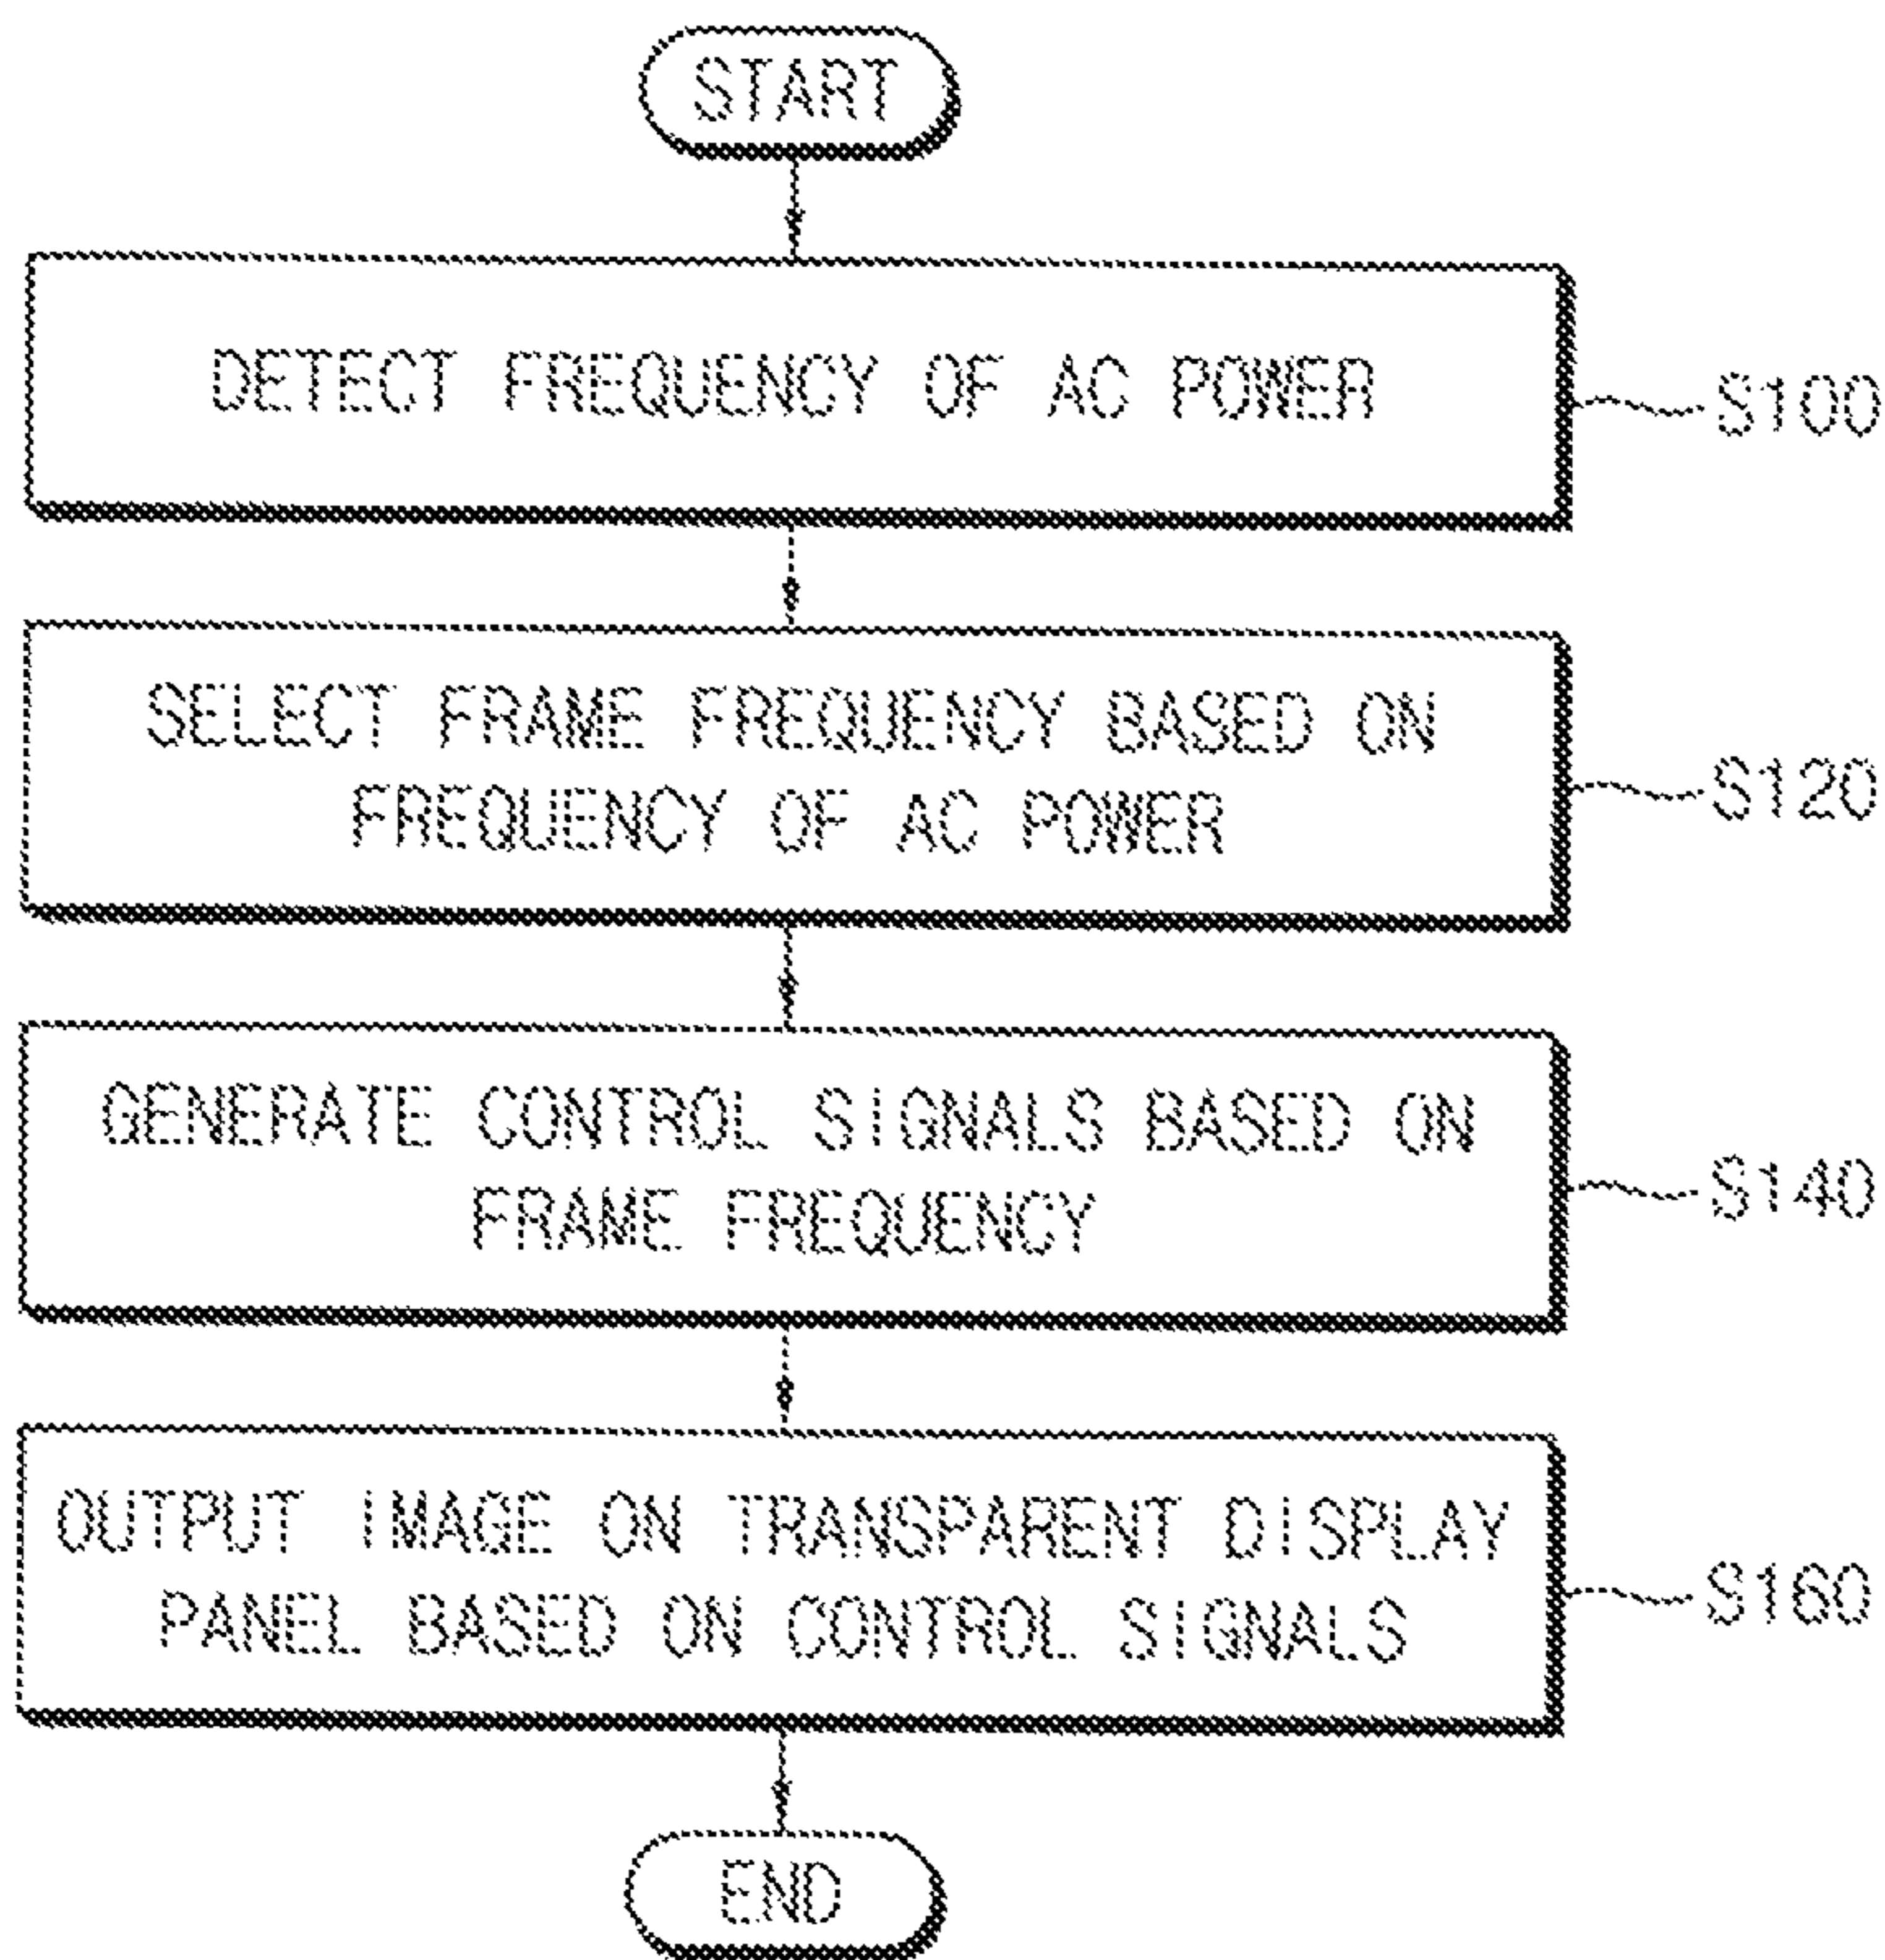 START
DETECT FREQUENCY OF AC POWER
S100
SELECT FRAME FREQUENCY BASED ON
FREQUENCY OF AC POWER
S120
GENERATE CONTROL SIGNALS BASED ON
FRAME FREQUENCY
S140
OUTPUT IMAGE ON TRANSPARENT DISPLAY
PANEL BASED ON CONTROL SIGNALS
S160
END